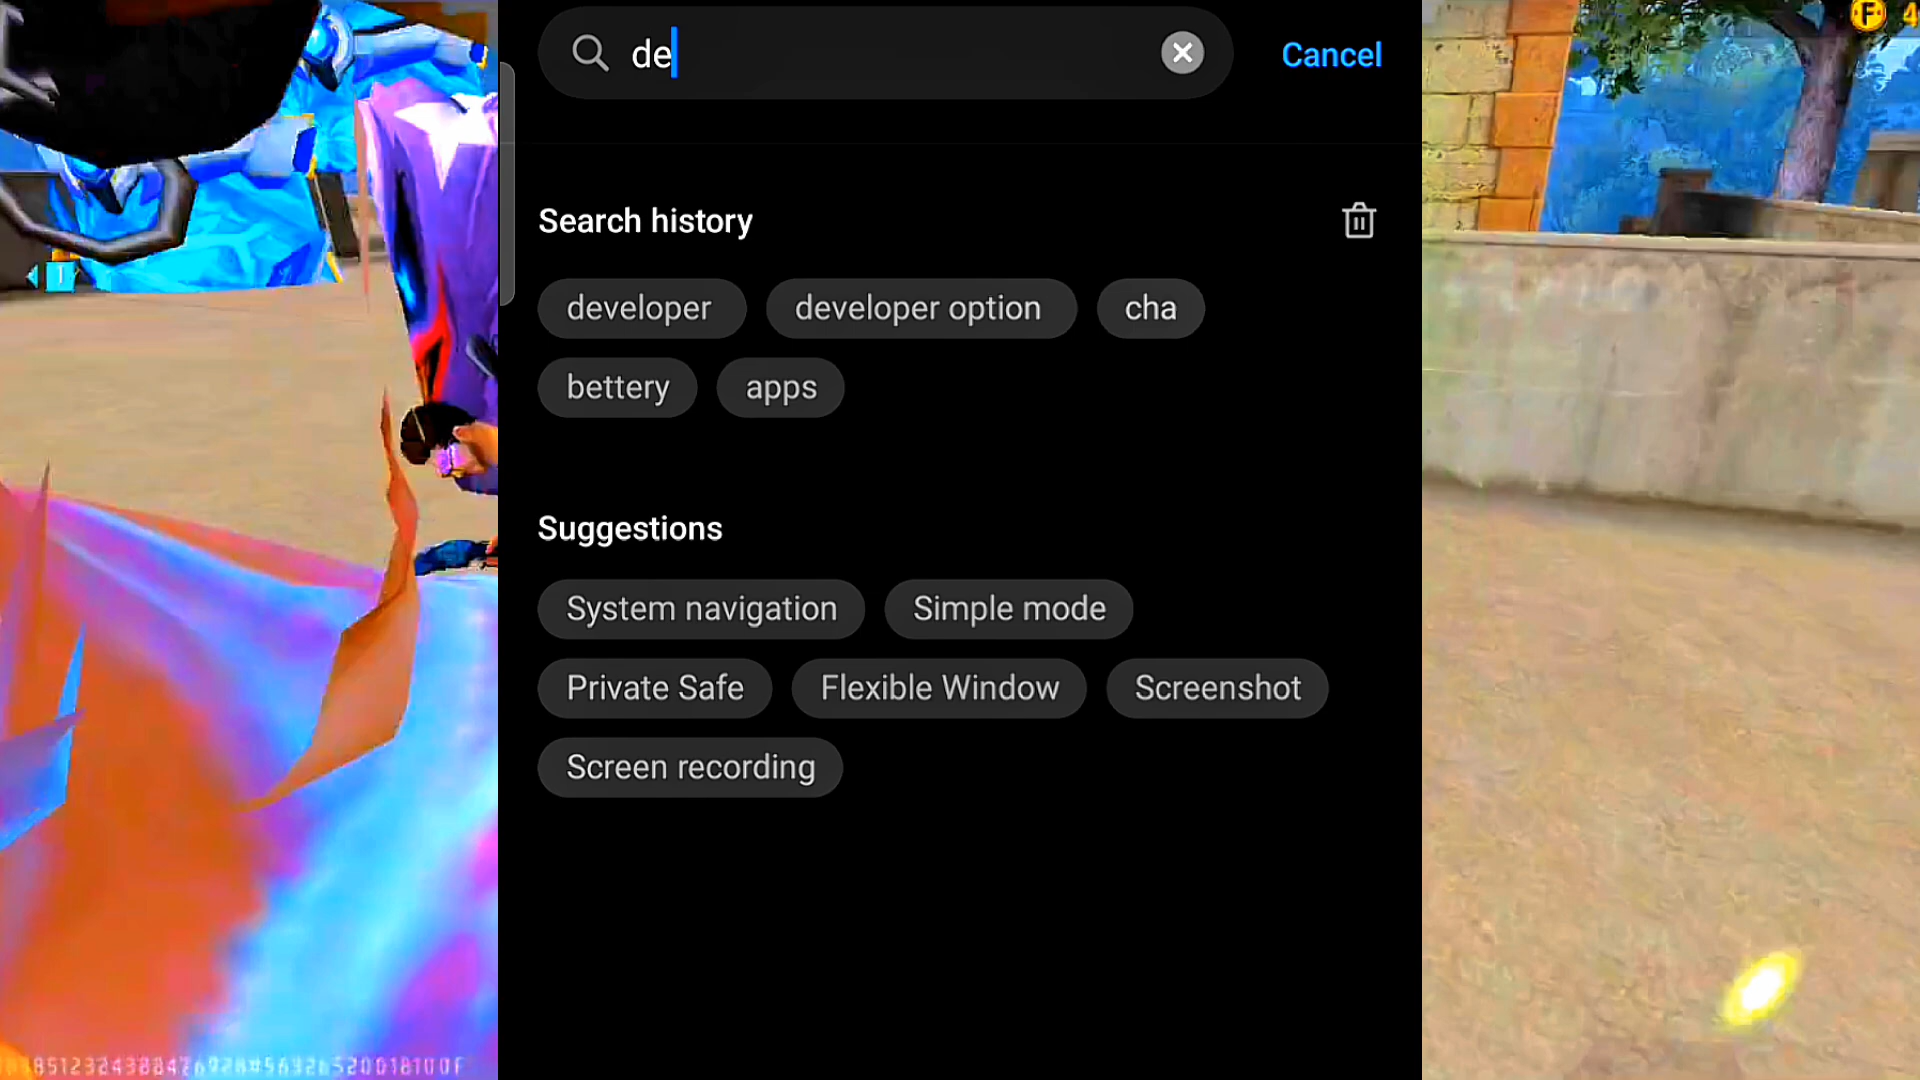 de
Cancel
Search history
developer
developer option
cha
bettery
apps
Suggestions
System navigation
Simple mode
Private Safe
Flexible Window
Screenshot
Screen recording
F 4